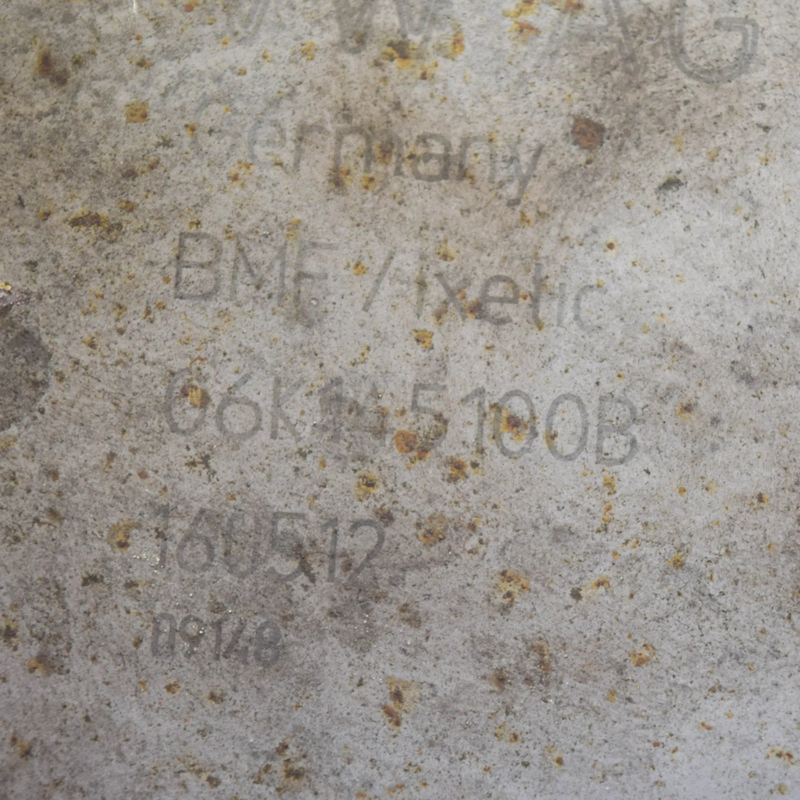 VW AG
Germany
BMF / ixetic
06K145100B
160512
09148